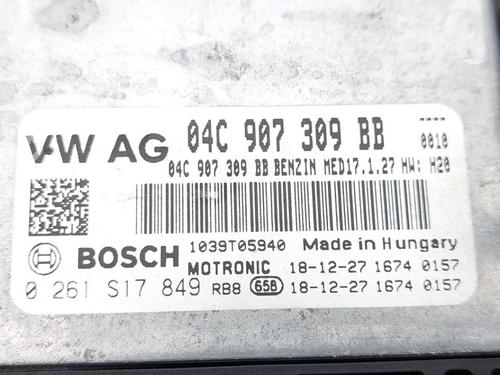 VW AG 04C 907 309 BB 0010
04C 907 309 BB BENZIN MED17.1.27 HW: H20
BOSCH 1039T05940 Made in Hungary
MOTRONIC 18-12-27 1674 0157
0 261 S17 849 RB8 65B 18-12-27 1674 0157